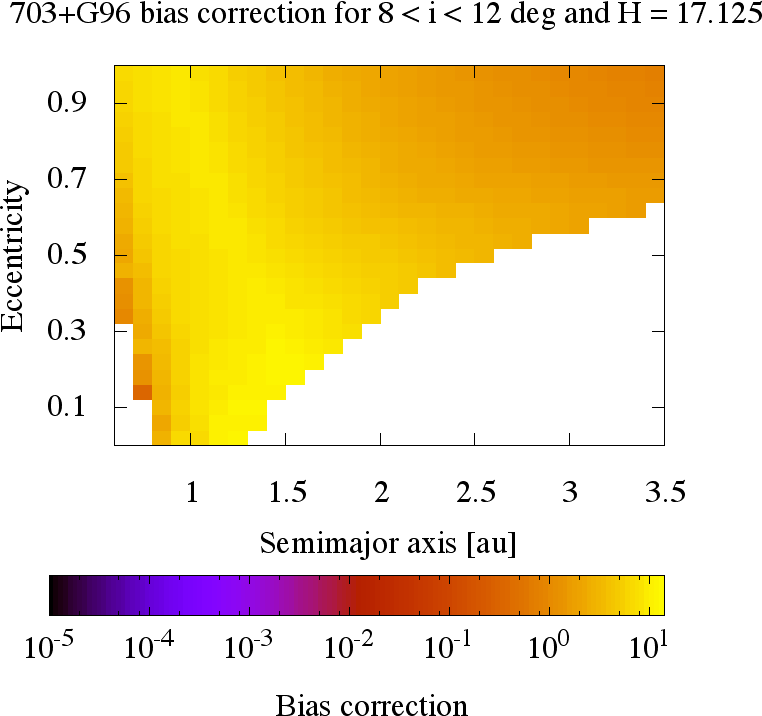 703+G96 bias correction for 8 < i < 12 deg and H = 17.125
0.9
0.7
0.5
0.3
0.1
Eccentricity
1 1.5 2 2.5 3 3.5
Semimajor axis [au]
10-5 10-4 10-3 10-2 10-1 100 101
Bias correction